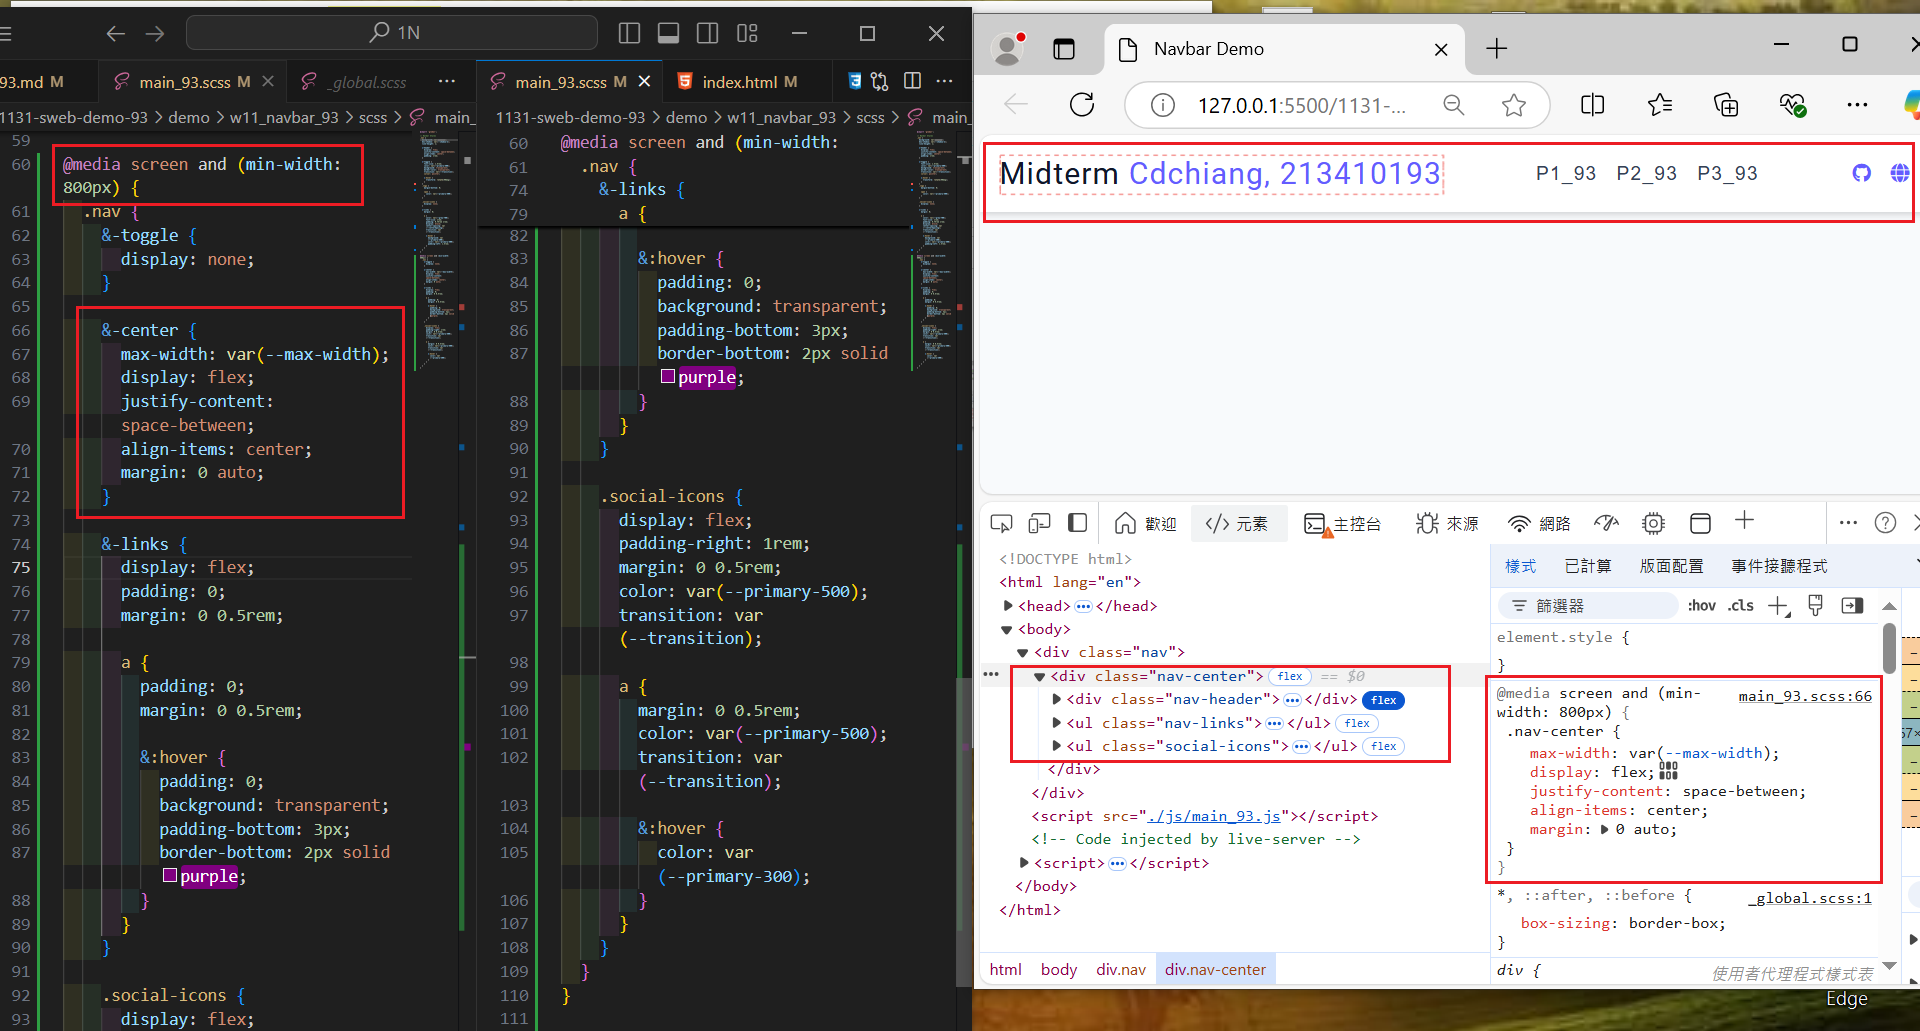 1N
93.md M
main_93.scss M
_global.scss
main_93.scss M
index.html M
1131-sweb-demo-93 > demo > w11_navbar_93 > scss > main_
1131-sweb-demo-93 > demo > w11_navbar_93 > scss > main_
59
60 @media screen and (min-width:
800px) {
61 .nav {
62 &-toggle {
63 display: none;
64 }
65
66 &-center {
67 max-width: var(--max-width);
68 display: flex;
69 justify-content:
space-between;
70 align-items: center;
71 margin: 0 auto;
72 }
73
74 &-links {
75 display: flex;
76 padding: 0;
77 margin: 0 0.5rem;
78
79 a {
80 padding: 0;
81 margin: 0 0.5rem;
82
83 &:hover {
84 padding: 0;
85 background: transparent;
86 padding-bottom: 3px;
87 border-bottom: 2px solid
purple;
88 }
89 }
90 }
91
92 .social-icons {
93 display: flex;
60 @media screen and (min-width:
61 .nav {
74 &-links {
79 a {
82
83 &:hover {
84 padding: 0;
85 background: transparent;
86 padding-bottom: 3px;
87 border-bottom: 2px solid
purple;
88 }
89 }
90 }
91
92 .social-icons {
93 display: flex;
94 padding-right: 1rem;
95 margin: 0 0.5rem;
96 color: var(--primary-500);
97 transition: var
(--transition);
98
99 a {
100 margin: 0 0.5rem;
101 color: var(--primary-500);
102 transition: var
(--transition);
103
104 &:hover {
105 color: var
(--primary-300);
106 }
107 }
108 }
109 }
110 }
111
Navbar Demo
127.0.0.1:5500/1131-...
Midterm Cdchiang, 213410193 P1_93 P2_93 P3_93
歡迎 元素 主控台 來源 網路
<!DOCTYPE html>
<html lang="en">
<head> ••• </head>
<body>
<div class="nav">
••• <div class="nav-center"> flex == $0
<div class="nav-header"> ••• </div> flex
<ul class="nav-links"> ••• </ul> flex
<ul class="social-icons"> ••• </ul> flex
</div>
</div>
<script src="./js/main_93.js"></script>
<!-- Code injected by live-server -->
<script> ••• </script>
</body>
</html>
html body div.nav div.nav-center
樣式 已計算 版面配置 事件接聽程式
篩選器 :hov .cls
element.style {
}
@media screen and (min-
width: 800px) {
main_93.scss:66
.nav-center {
max-width: var(--max-width);
display: flex;
justify-content: space-between;
align-items: center;
margin: 0 auto;
}
}
*, ::after, ::before { _global.scss:1
box-sizing: border-box;
}
div { 使用者代理程式樣式表
Edge